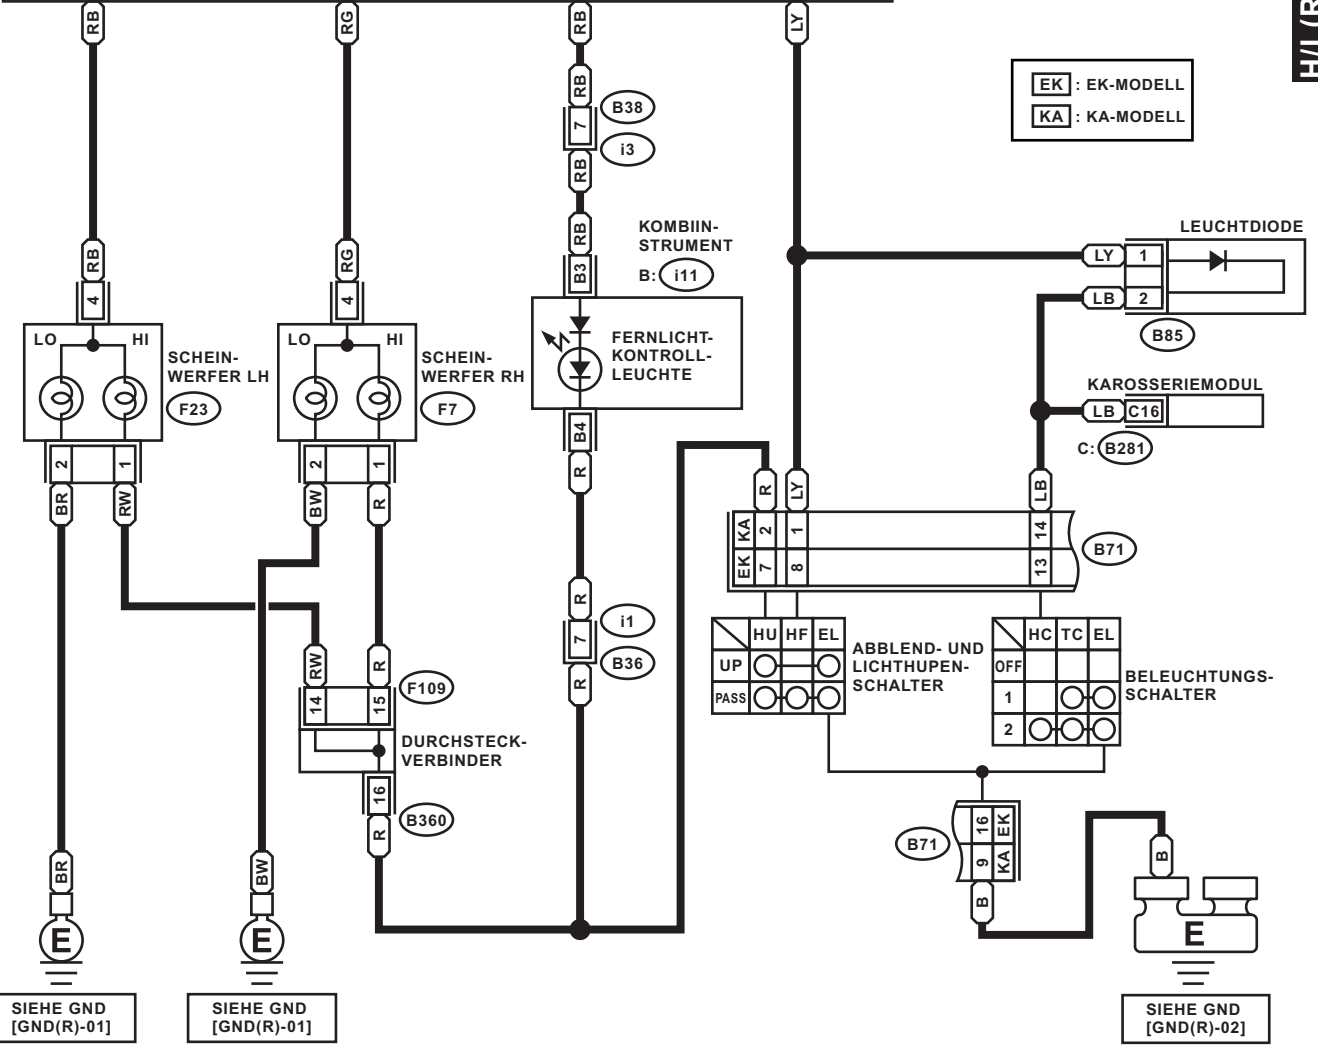 RB
RG
RB
LY
H/L (R
EK : EK-MODELL
KA : KA-MODELL
RB
B38
7
i3
RB
RB
RG
RB
KOMBIIN-
STRUMENT
B: i11
B3
LEUCHTDIODE
LY 1
LB 2
B85
4
4
LO HI
SCHEIN-
WERFER LH
F23
LO HI
SCHEIN-
WERFER RH
F7
FERNLICHT-
KONTROLL-
LEUCHTE
KAROSSERIEMODUL
LB C16
C: B281
B4
2 1
2 1
BR RW
BW R
R
R LY
LB
KA 2 1 14
EK 7 8 13
B71
R
i1
7
B36
R
HU HF EL
UP
PASS
ABBLEND- UND
LICHTHUPEN-
SCHALTER
HC TC EL
OFF
1
2
BELEUCHTUNGS-
SCHALTER
RW R
F109
14 15
DURCHSTECK-
VERBINDER
16
B360
R
B71
16 EK
9 KA
B
B
BR
BW
E
E
E
SIEHE GND
[GND(R)-01]
SIEHE GND
[GND(R)-01]
SIEHE GND
[GND(R)-02]